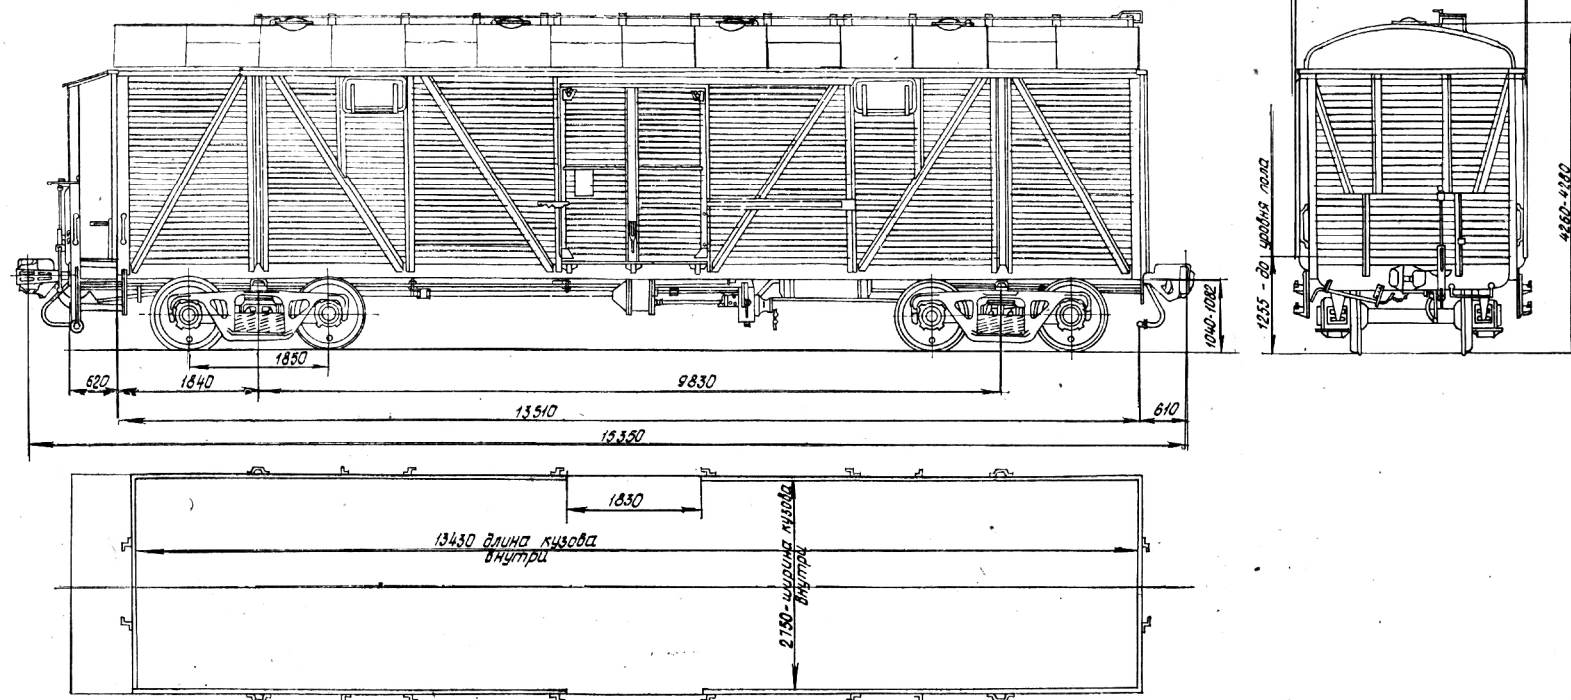 1850
620
1840
9830
13510
610
15350
1040-1082
1255 - до уровня пола
4260-4280
1830
13430 длина кузова
внутри
2750-ширина кузова
внутри